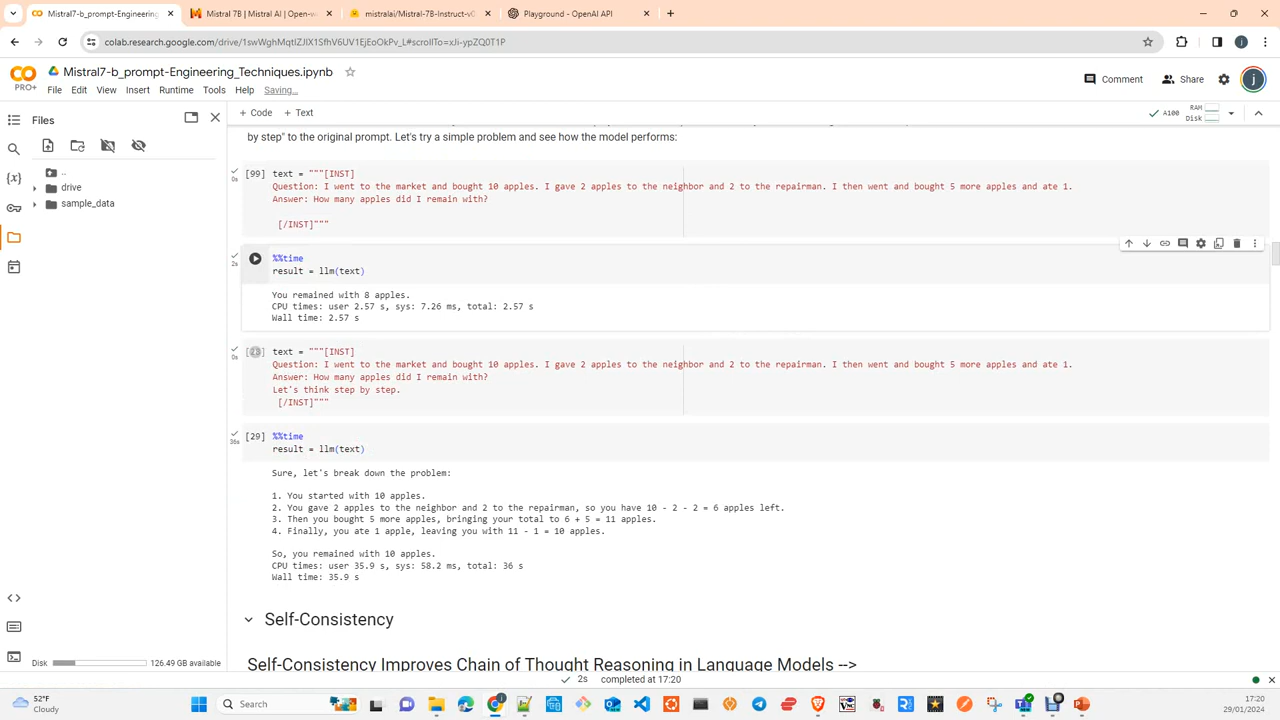 Mistral7-b_prompt-Engineering_
Mistral 7B | Mistral AI | Open-w
mistralai/Mistral-7B-Instruct-v0
Playground - OpenAI API
Mistral7-b_prompt-Engineering_Techniques.ipynb
PRO+
File Edit View Insert Runtime Tools Help Saving...
Comment
Share
j
Files
+ Code + Text
A100
RAM
Disk
..
drive
sample_data
by step" to the original prompt. Let's try a simple problem and see how the model performs:
[99] text = """[INST]
0s
Question: I went to the market and bought 10 apples. I gave 2 apples to the neighbor and 2 to the repairman. I then went and bought 5 more apples and ate 1.
Answer: How many apples did I remain with?
[/INST]"""
%%time
2s
result = llm(text)
You remained with 8 apples.
CPU times: user 2.57 s, sys: 7.26 ms, total: 2.57 s
Wall time: 2.57 s
text = """[INST]
0s
Question: I went to the market and bought 10 apples. I gave 2 apples to the neighbor and 2 to the repairman. I then went and bought 5 more apples and ate 1.
Answer: How many apples did I remain with?
Let's think step by step.
[/INST]"""
[29] %%time
36s
result = llm(text)
Sure, let's break down the problem:
1. You started with 10 apples.
2. You gave 2 apples to the neighbor and 2 to the repairman, so you have 10 - 2 - 2 = 6 apples left.
3. Then you bought 5 more apples, bringing your total to 6 + 5 = 11 apples.
4. Finally, you ate 1 apple, leaving you with 11 - 1 = 10 apples.
So, you remained with 10 apples.
CPU times: user 35.9 s, sys: 58.2 ms, total: 36 s
Wall time: 35.9 s
Self-Consistency
Self-Consistency Improves Chain of Thought Reasoning in Language Models -->
Disk
126.49 GB available
2s completed at 17:20
52°F
Cloudy
Search
17:20
29/01/2024